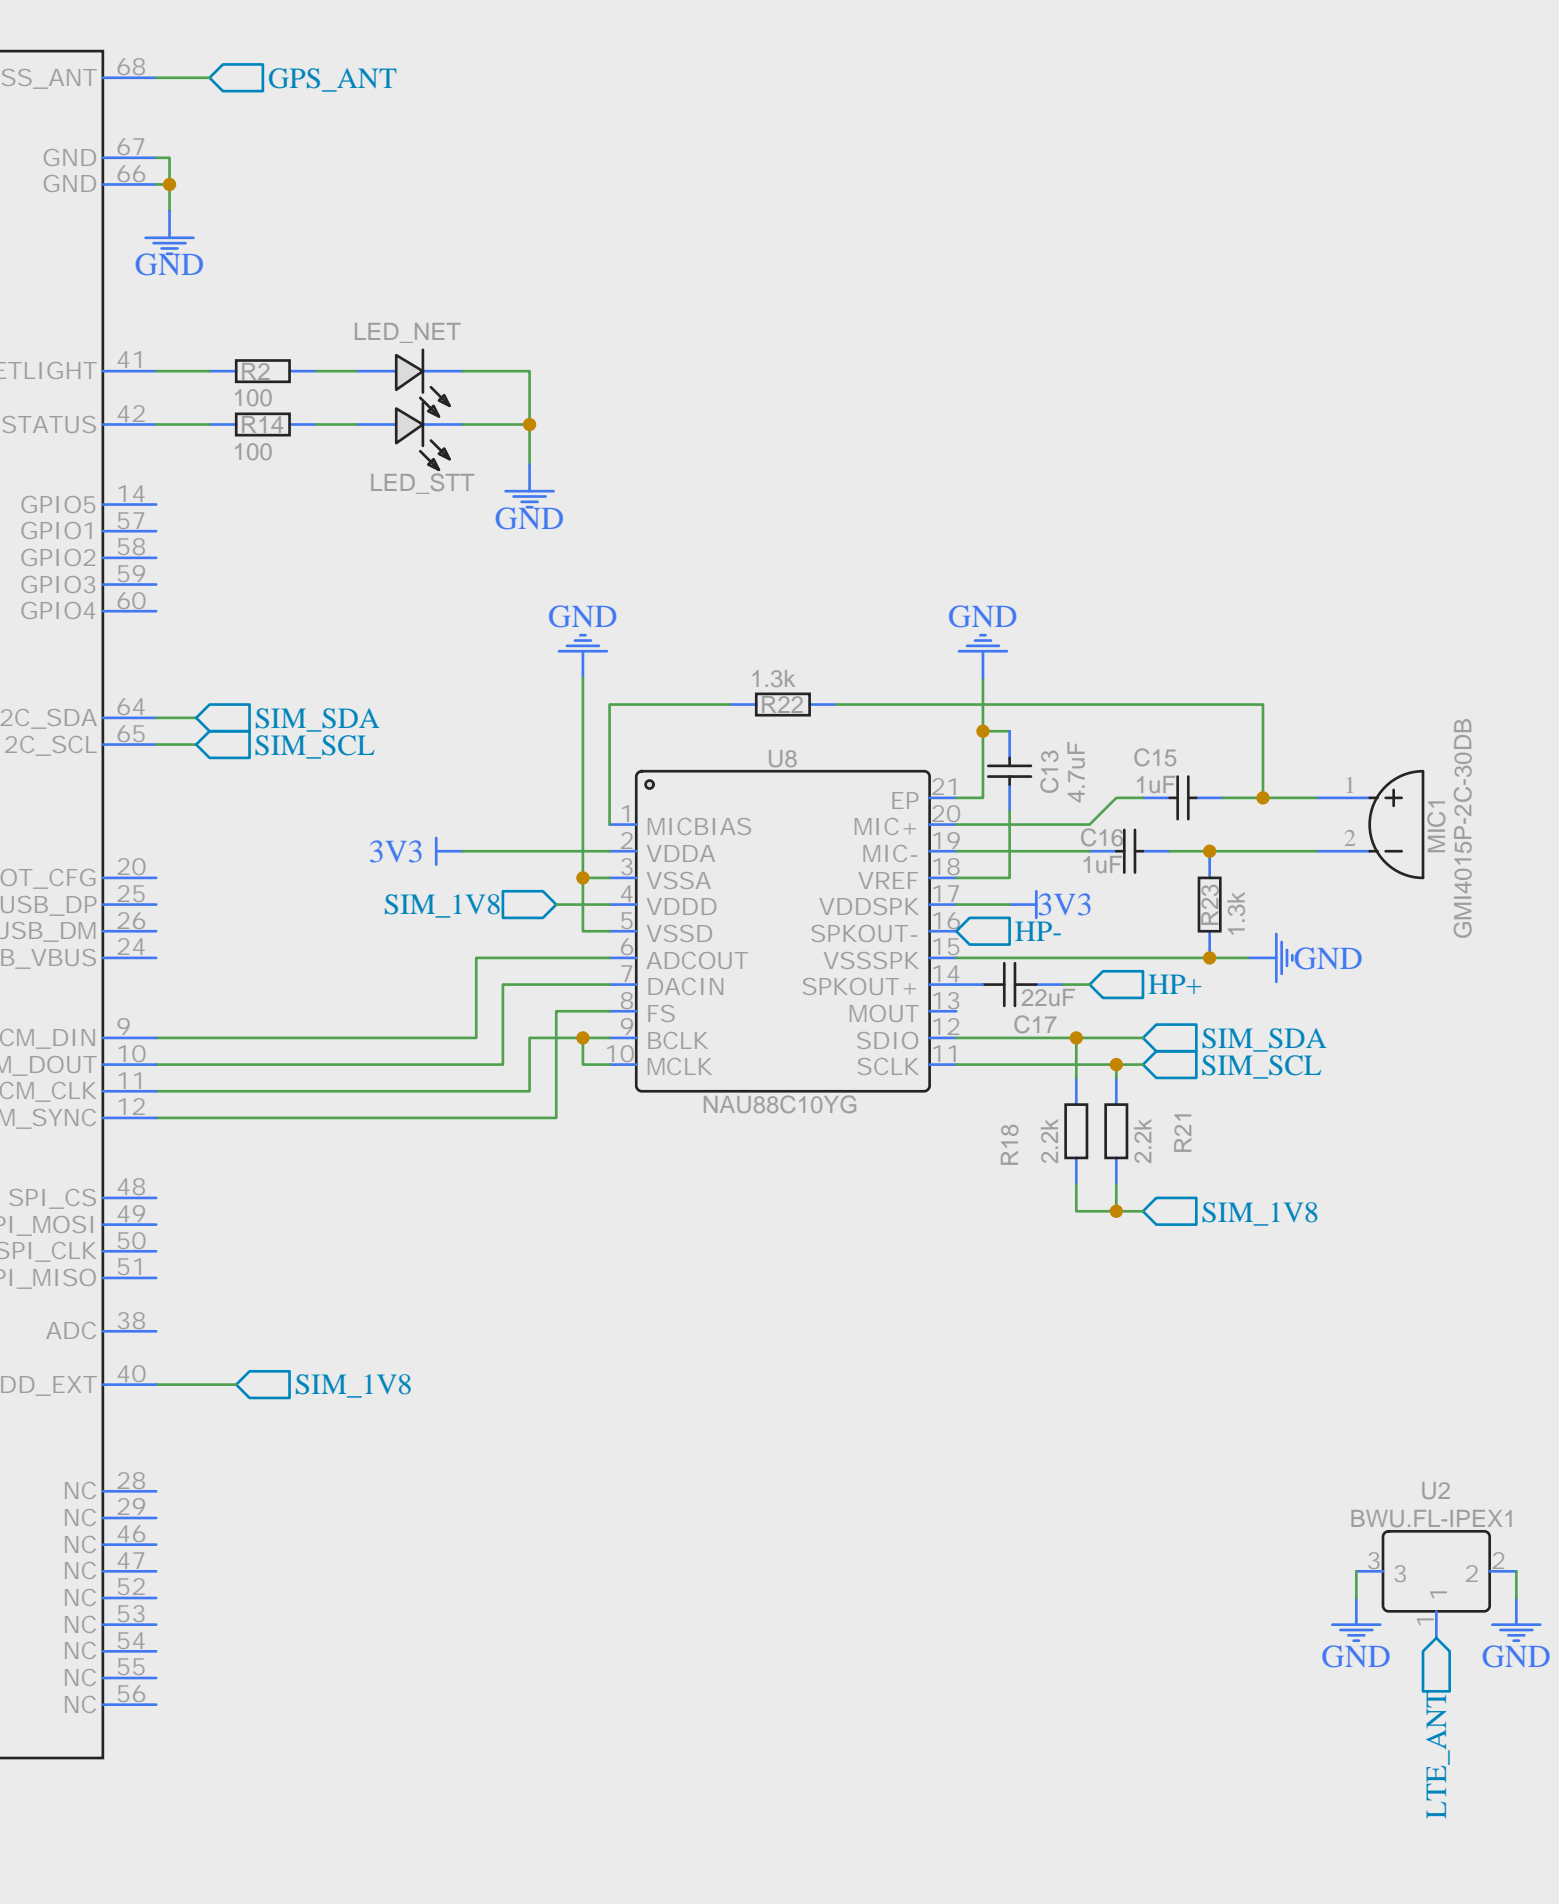 SS_ANT 68 GPS_ANT
GND 67
GND 66
GND
LED_NET
ETLIGHT 41 R2
100
STATUS 42 R14
100
LED_STT
GND
GPIO5 14
GPIO1 57
GPIO2 58
GPIO3 59
GPIO4 60
GND
GND
2C_SDA 64 SIM_SDA
2C_SCL 65 SIM_SCL
1.3k
R22
U8
C13
4.7uF
C15
1uF
C16
1uF
1
2
MIC1
GMI4015P-2C-30DB
R23
1.3k
GND
EP 21
1 MICBIAS MIC+ 20
3V3 2 VDDA MIC- 19
3 VSSA VREF 18
SIM_1V8 4 VDDD VDDSPK 17 3V3
5 VSSD SPKOUT- 16 HP-
6 ADCOUT VSSSPK 15
7 DACIN SPKOUT+ 14 HP+
22uF
C17
8 FS MOUT 13
9 BCLK SDIO 12 SIM_SDA
10 MCLK SCLK 11 SIM_SCL
NAU88C10YG
R18
2.2k
2.2k
R21
SIM_1V8
OT_CFG 20
USB_DP 25
USB_DM 26
B_VBUS 24
CM_DIN 9
M_DOUT 10
CM_CLK 11
M_SYNC 12
SPI_CS 48
PI_MOSI 49
SPI_CLK 50
PI_MISO 51
ADC 38
DD_EXT 40 SIM_1V8
NC 28
NC 29
NC 46
NC 47
NC 52
NC 53
NC 54
NC 55
NC 56
U2
BWU.FL-IPEX1
3 3 2 2
1
1
GND
GND
LTE_ANT